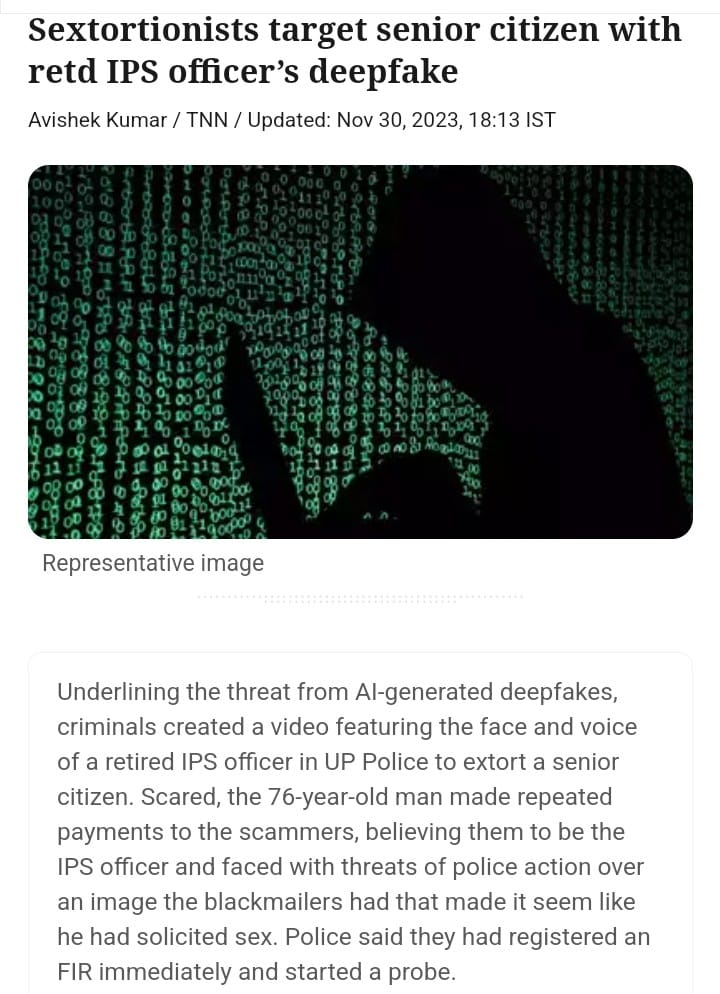 Sextortionists target senior citizen with
retd IPS officer’s deepfake
Avishek Kumar / TNN / Updated: Nov 30, 2023, 18:13 IST
Representative image
Underlining the threat from AI-generated deepfakes,
criminals created a video featuring the face and voice
of a retired IPS officer in UP Police to extort a senior
citizen. Scared, the 76-year-old man made repeated
payments to the scammers, believing them to be the
IPS officer and faced with threats of police action over
an image the blackmailers had that made it seem like
he had solicited sex. Police said they had registered an
FIR immediately and started a probe.